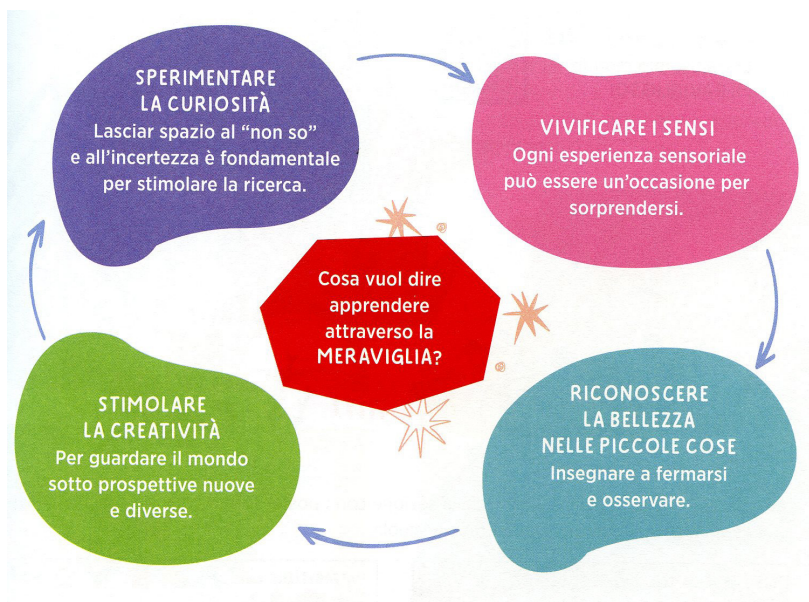 SPERIMENTARE
LA CURIOSITÀ
Lasciar spazio al “non so”
e all’incertezza è fondamentale
per stimolare la ricerca.
VIVIFICARE I SENSI
Ogni esperienza sensoriale
può essere un’occasione per
sorprendersi.
Cosa vuol dire
apprendere
attraverso la
MERAVIGLIA?
RICONOSCERE
LA BELLEZZA
NELLE PICCOLE COSE
Insegnare a fermarsi
e osservare.
STIMOLARE
LA CREATIVITÀ
Per guardare il mondo
sotto prospettive nuove
e diverse.